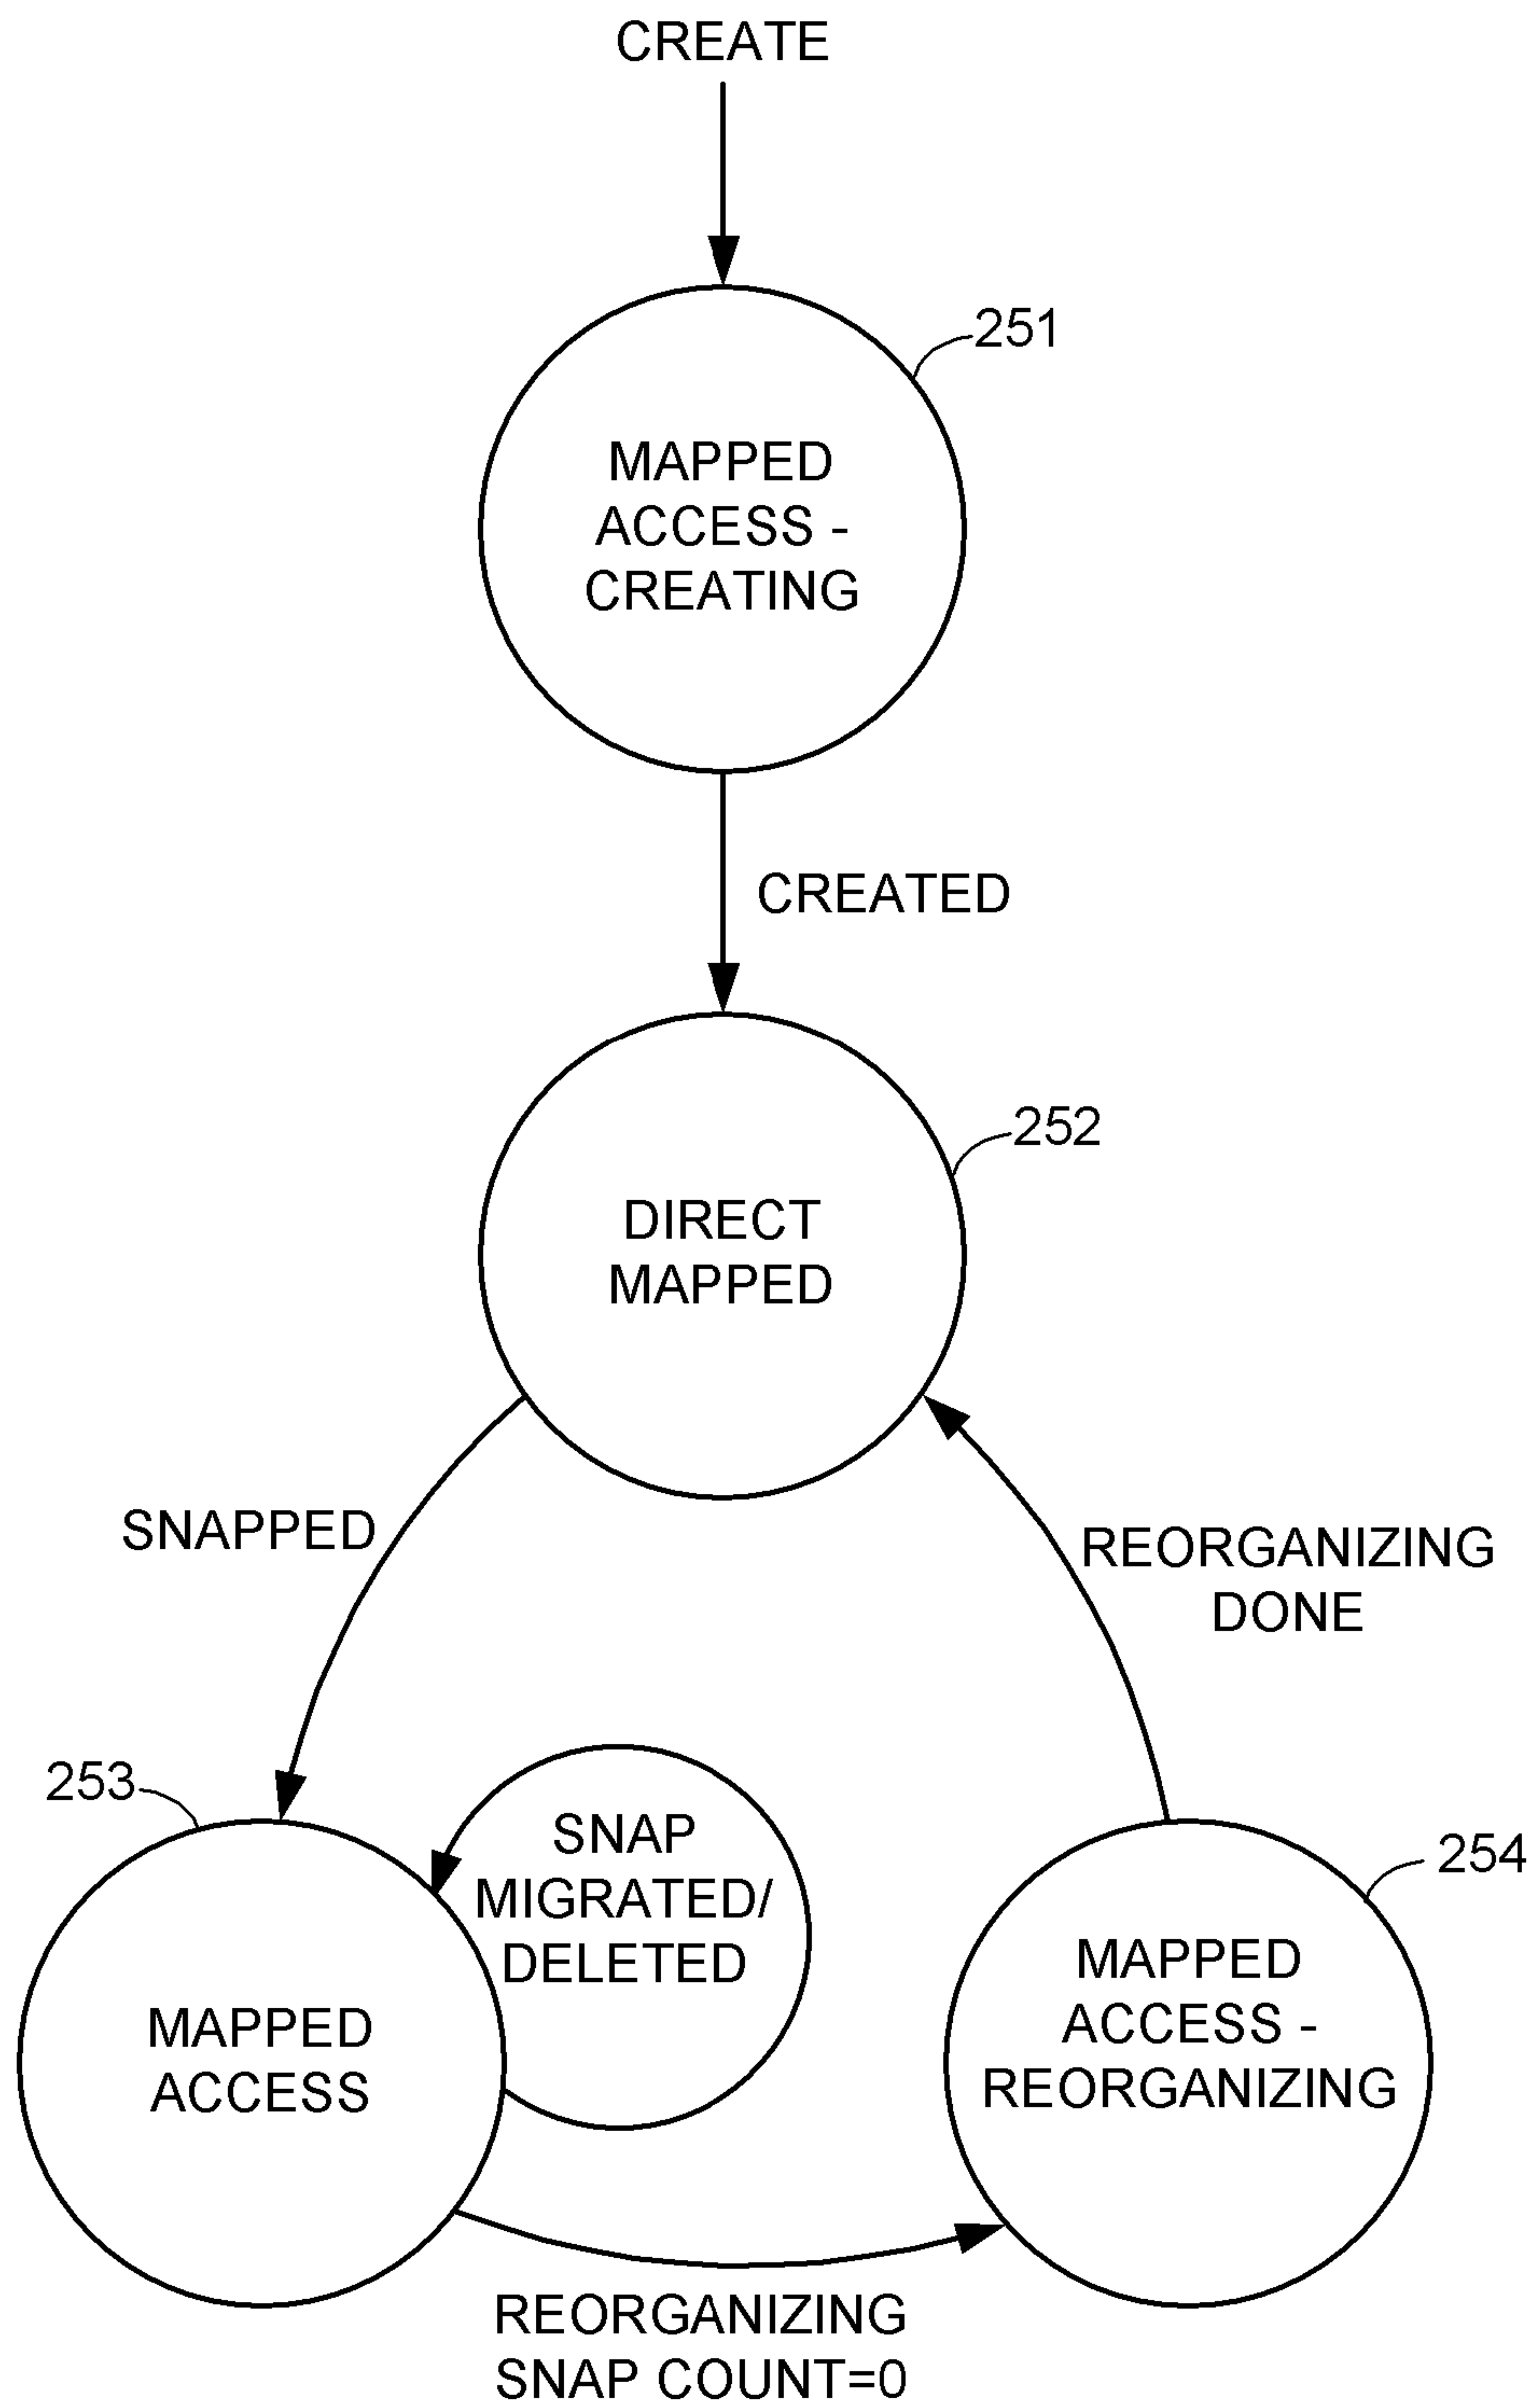 CREATE
251
MAPPED
ACCESS -
CREATING
CREATED
252
DIRECT
MAPPED
SNAPPED
REORGANIZING
DONE
253
SNAP
MIGRATED/
DELETED
254
MAPPED
ACCESS
MAPPED
ACCESS -
REORGANIZING
REORGANIZING
SNAP COUNT=0